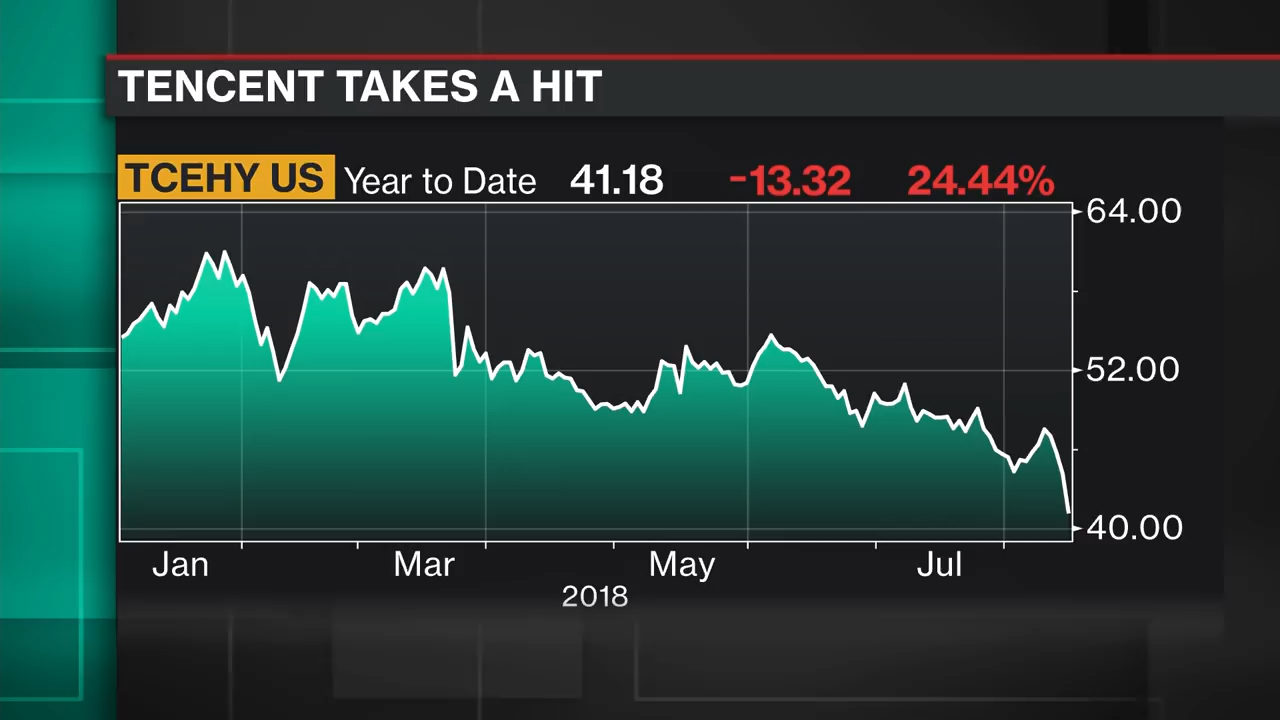 TENCENT TAKES A HIT
TCEHY US Year to Date 41.18 -13.32 24.44%
64.00
52.00
40.00
Jan Mar May Jul
2018